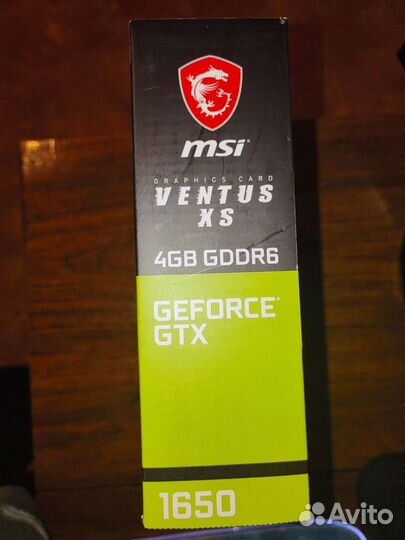 msi
GRAPHICS CARD
VENTUS
XS
4GB GDDR6
GEFORCE
GTX
1650
Avito